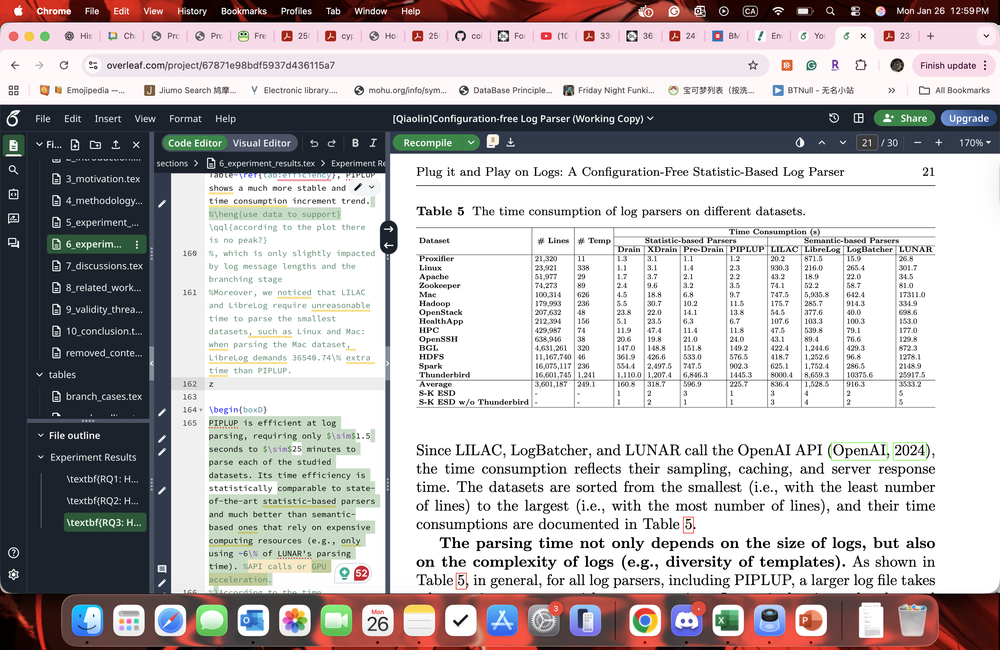 Chrome File Edit View History Bookmarks Profiles Tab Window Help CA Mon Jan 26 12:59 PM
His Cha Pro Pro Fre 250 cyp Ho 250 col For (10 33 36 24 BM Ene You 23
overleaf.com/project/67871e98bdf5937d436115a7 Finish update
Emojipedia —... Jiumo Search 鸠摩... Electronic library.... mohu.org/info/sym... DataBase Principle... Friday Night Funki... 宝可梦列表（按洗... BTNull - 无名小站 All Bookmarks
File Edit Insert View Format Help [Qiaolin]Configuration-free Log Parser (Working Copy) Share Upgrade
Fi... Code Editor Visual Editor B I Recompile 8 21 / 30 170%
sections > 6_experiment_results.tex > Experiment Re
2_introduction....
3_motivation.tex
4_methodology...
5_experiment_...
6_experim...
7_discussions.tex
8_related_work...
9_validity_threa...
10_conclusion.t...
removed_conte...
tables
branch_cases.tex
File outline
Experiment Results
\textbf{RQ1: H...
\textbf{RQ2: H...
\textbf{RQ3: H...
Table~\ref{tab:efficiency}, PIPLUP
shows a much more stable and
time consumption increment trend.
%\heng{use data to support}
\qql{according to the plot there
is no peak?}
160 %, which is only slightly impacted
by log message lengths and the
branching stage
161 %Moreover, we noticed that LILAC
and LibreLog require unreasonable
time to parse the smallest
datasets, such as Linux and Mac:
when parsing the Mac dataset,
LibreLog demands 36540.74\% extra
time than PIPLUP.
162 z
163
164 \begin{boxD}
165 PIPLUP is efficient at log
parsing, requiring only $\sim$1.5
seconds to $\sim$25 minutes to
parse each of the studied
datasets. Its time efficiency is
statistically comparable to state-
of-the-art statistic-based parsers
and much better than semantic-
based ones that rely on expensive
computing resources (e.g., only
using ~6\% of LUNAR's parsing
time). %API calls or GPU
acceleration.
166 %}According to the time
52
Plug it and Play on Logs: A Configuration-Free Statistic-Based Log Parser 21
Table 5 The time consumption of log parsers on different datasets.
Time Consumption (s)
Dataset # Lines # Temp Statistic-based Parsers Semantic-based Parsers
Drain XDrain Pre-Drain PIPLUP LILAC LibreLog LogBatcher LUNAR
Proxifier 21,320 11 1.3 3.1 1.1 1.2 20.2 871.5 15.9 26.8
Linux 23,921 338 1.1 3.1 1.4 2.3 930.3 216.0 265.4 301.7
Apache 51,977 29 1.7 3.7 2.1 2.2 43.2 18.9 22.0 34.5
Zookeeper 74,273 89 2.4 9.6 3.2 3.5 74.1 52.2 58.7 81.0
Mac 100,314 626 4.5 18.8 6.8 9.7 747.5 5,935.8 642.4 17311.0
Hadoop 179,993 236 5.5 30.7 10.2 11.5 175.7 285.7 914.3 334.9
OpenStack 207,632 48 23.8 22.0 14.1 13.8 54.5 377.6 40.0 698.6
HealthApp 212,394 156 5.1 23.5 6.3 6.7 107.6 103.3 100.3 153.0
HPC 429,987 74 11.9 47.4 11.4 11.8 47.5 539.8 79.1 177.0
OpenSSH 638,946 38 20.6 19.8 21.0 24.0 43.1 89.4 76.6 129.8
BGL 4,631,261 320 147.0 148.8 151.8 149.2 422.4 1,244.6 429.3 872.3
HDFS 11,167,740 46 361.9 426.6 533.0 576.5 418.7 1,252.6 96.8 1278.1
Spark 16,075,117 236 554.4 2,497.5 747.5 902.3 625.1 1,752.4 286.5 2148.9
Thunderbird 16,601,745 1,241 1,110.0 1,207.4 6,846.3 1445.3 8000.4 8,659.3 10375.6 25917.5
Average 3,601,187 249.1 160.8 318.7 596.9 225.7 836.4 1,528.5 916.3 3533.2
S-K ESD - - 1 2 3 1 3 4 2 5
S-K ESD w/o Thunderbird - - 1 2 1 1 3 4 2 5
Since LILAC, LogBatcher, and LUNAR call the OpenAI API (OpenAI, 2024),
the time consumption reflects their sampling, caching, and server response
time. The datasets are sorted from the smallest (i.e., with the least number
of lines) to the largest (i.e., with the most number of lines), and their time
consumptions are documented in Table 5.
The parsing time not only depends on the size of logs, but also
on the complexity of logs (e.g., diversity of templates). As shown in
Table 5, in general, for all log parsers, including PIPLUP, a larger log file takes
Mon
26
3